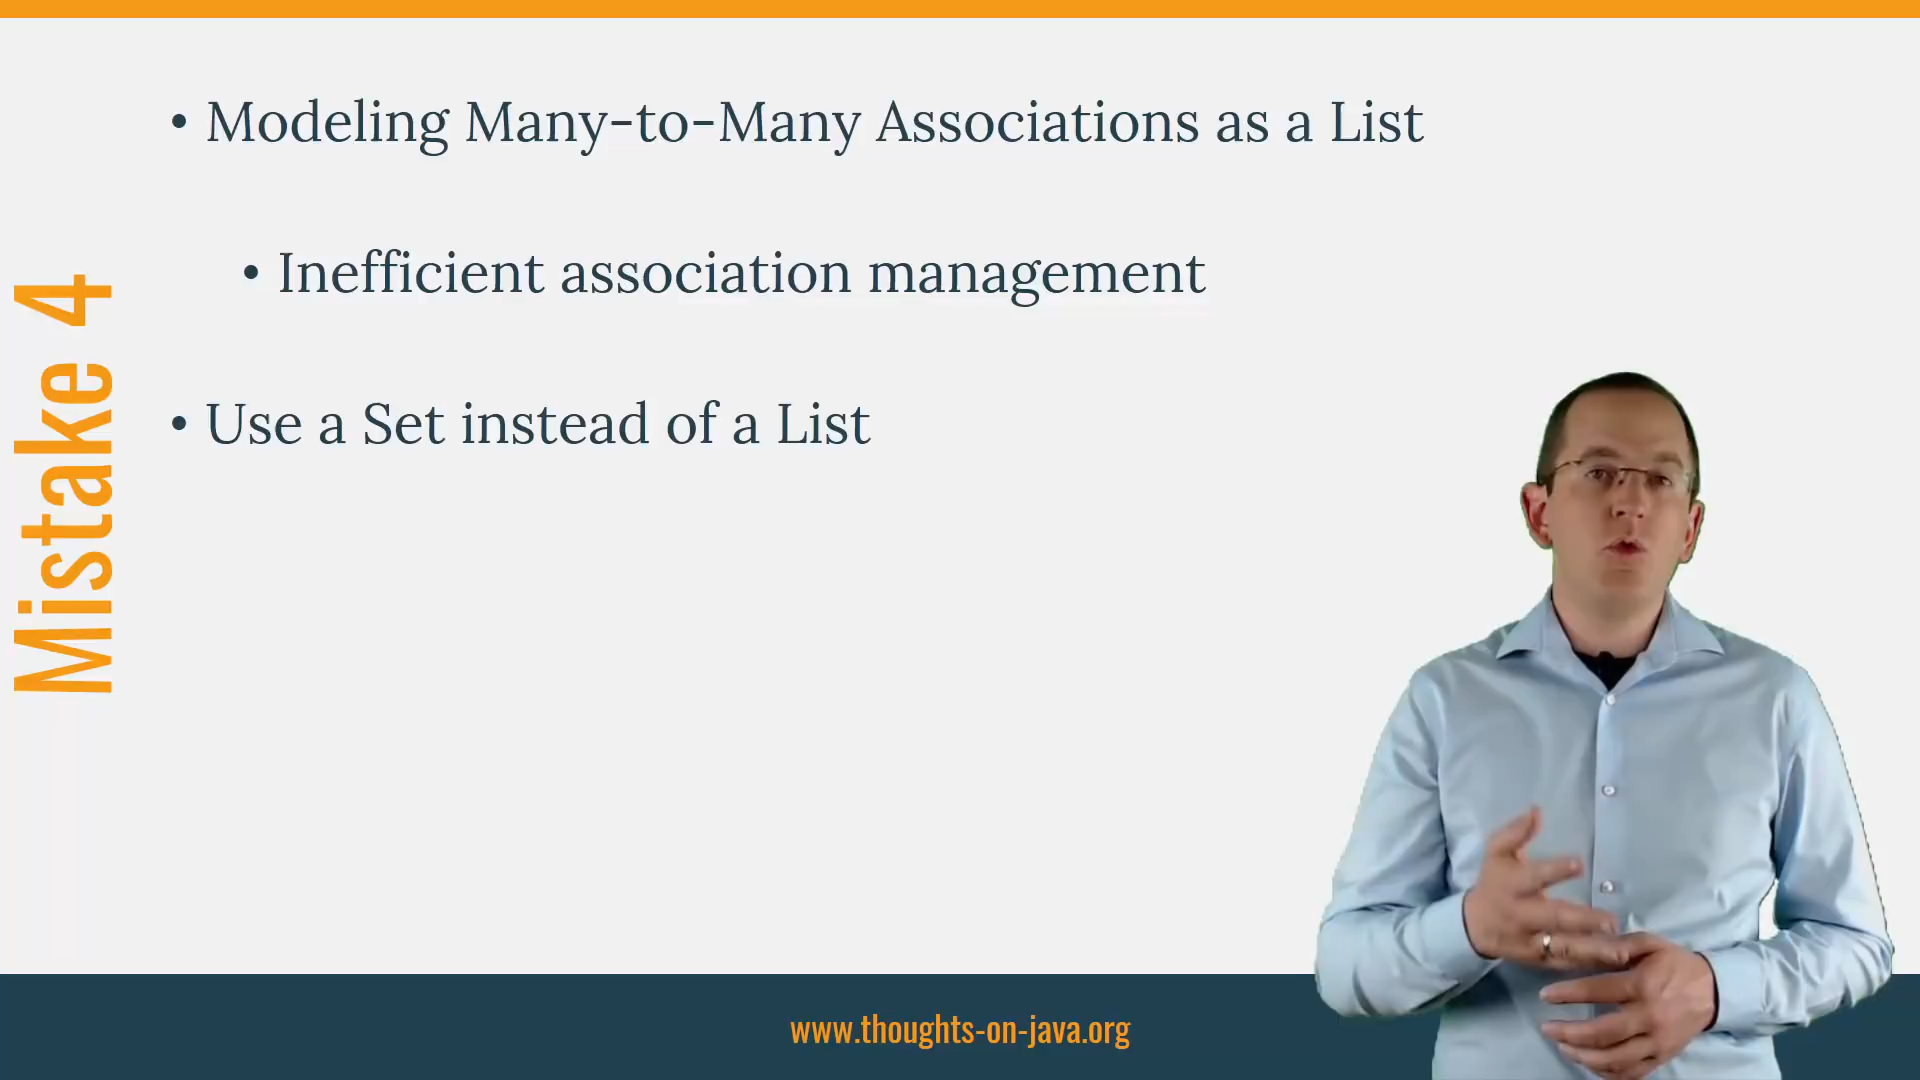 Mistake 4
• Modeling Many-to-Many Associations as a List
• Inefficient association management
• Use a Set instead of a List
www.thoughts-on-java.org